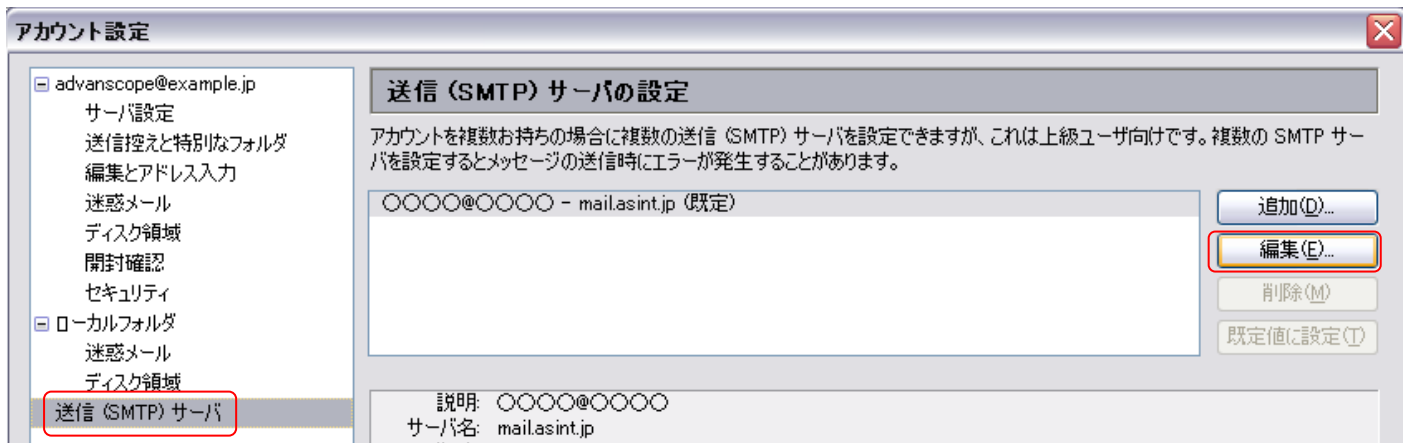 アカウント設定
advanscope@example.jp
サーバ設定
送信控えと特別なフォルダ
編集とアドレス入力
迷惑メール
ディスク領域
開封確認
セキュリティ
ローカルフォルダ
迷惑メール
ディスク領域
送信 (SMTP) サーバ
送信 (SMTP) サーバの設定
アカウントを複数お持ちの場合に複数の送信 (SMTP) サーバを設定できますが、これは上級ユーザ向けです。複数の SMTP サー
バを設定するとメッセージの送信時にエラーが発生することがあります。
〇〇〇〇@〇〇〇〇 - mail.asint.jp (既定)
追加(D)...
編集(E)...
削除(M)
既定値に設定(T)
説明: 〇〇〇〇@〇〇〇〇
サーバ名: mail.asint.jp